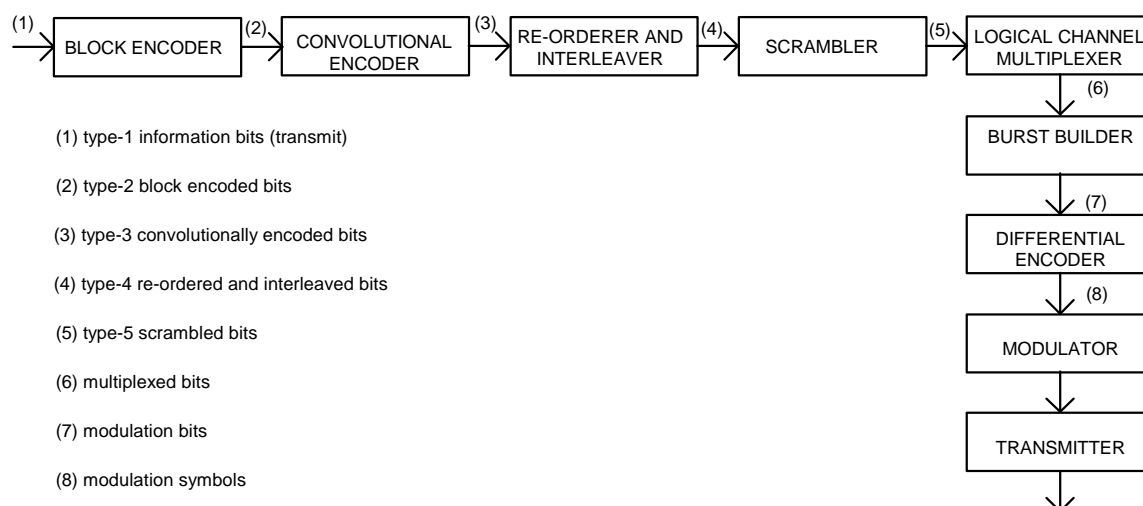 (1)
BLOCK ENCODER
(2)
CONVOLUTIONAL
ENCODER
(3)
RE-ORDERER AND
INTERLEAVER
(4)
SCRAMBLER
(5)
LOGICAL CHANNEL
MULTIPLEXER
(6)
BURST BUILDER
(7)
DIFFERENTIAL
ENCODER
(8)
MODULATOR
TRANSMITTER
(1) type-1 information bits (transmit)
(2) type-2 block encoded bits
(3) type-3 convolutionally encoded bits
(4) type-4 re-ordered and interleaved bits
(5) type-5 scrambled bits
(6) multiplexed bits
(7) modulation bits
(8) modulation symbols